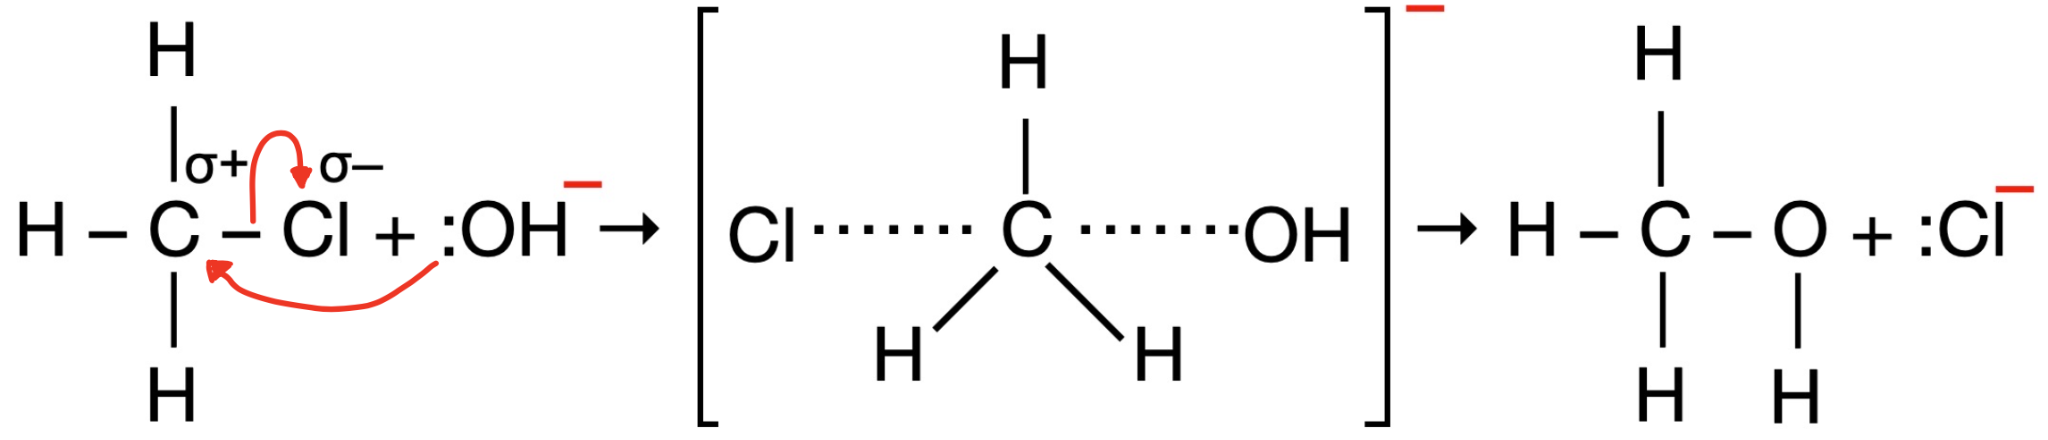 H H −
H
σ+ σ−
H – C – Cl + :OH − → Cl ....... C ....... OH → H – C – O + :Cl −
H H H H H